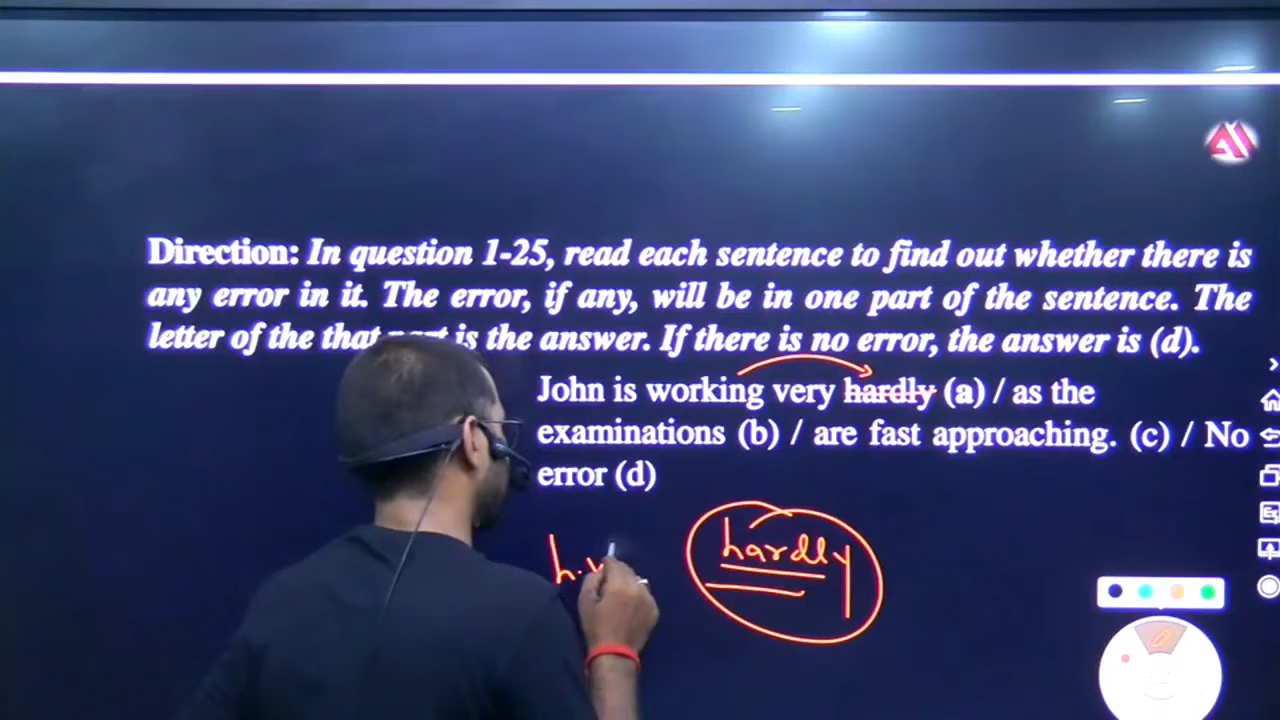 Direction: In question 1-25, read each sentence to find out whether there is
any error in it. The error, if any, will be in one part of the sentence. The
letter of the that part is the answer. If there is no error, the answer is (d).
John is working very hardly (a) / as the
examinations (b) / are fast approaching. (c) / No
error (d)
hardly